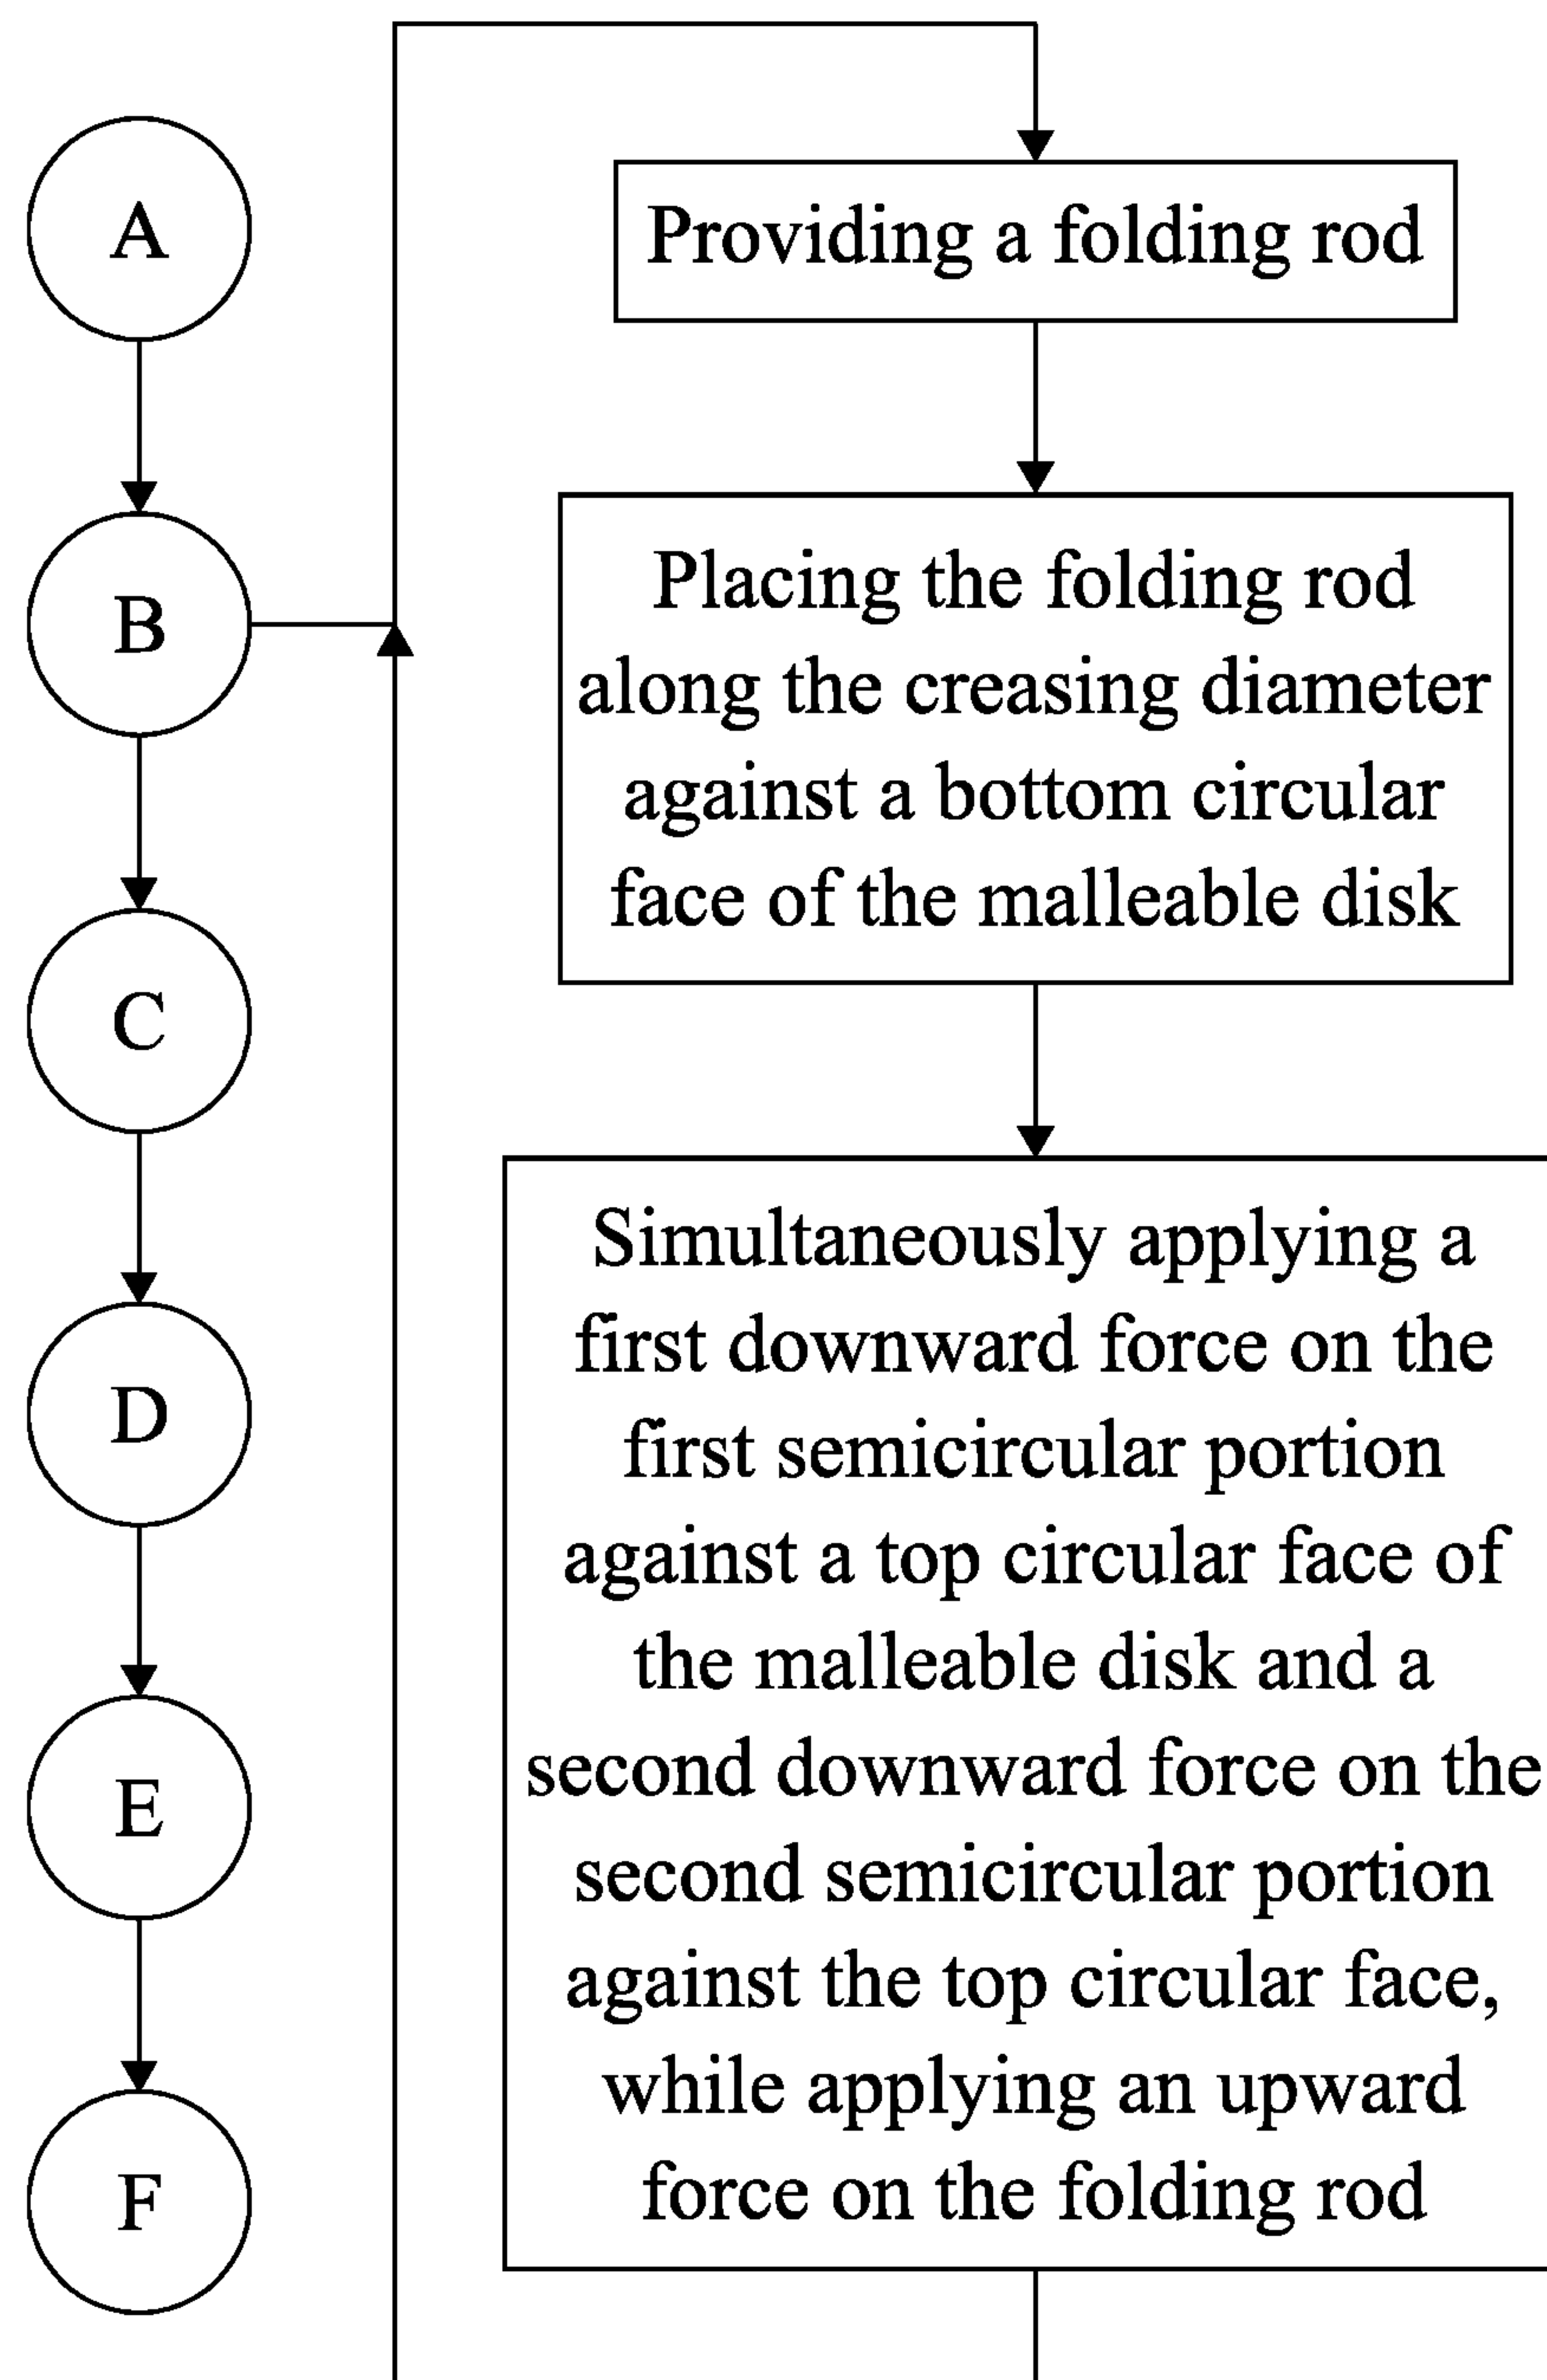 A
B
C
D
E
F
Providing a folding rod
Placing the folding rod
along the creasing diameter
against a bottom circular
face of the malleable disk
Simultaneously applying a
first downward force on the
first semicircular portion
against a top circular face of
the malleable disk and a
second downward force on the
second semicircular portion
against the top circular face,
while applying an upward
force on the folding rod